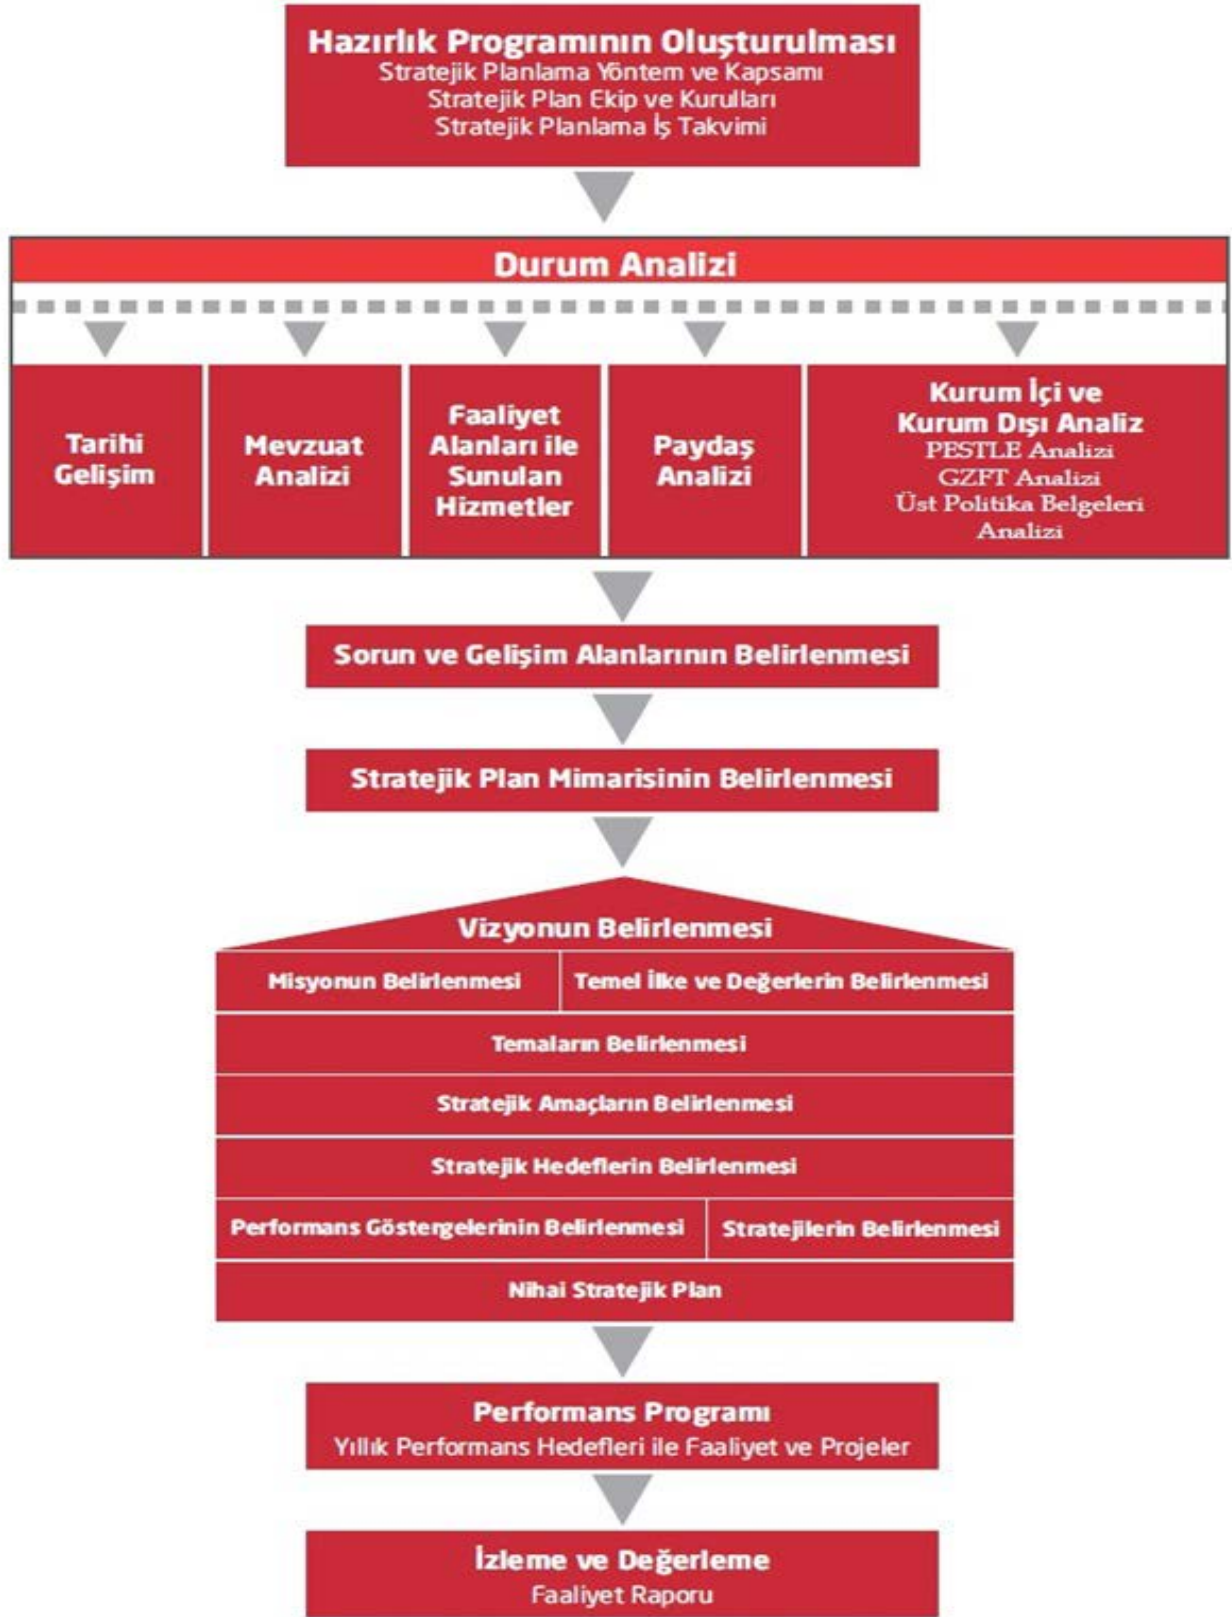 Hazırlık Programının Oluşturulması
Stratejik Planlama Yöntem ve Kapsamı
Stratejik Plan Ekip ve Kurulları
Stratejik Planlama İş Takvimi
Durum Analizi
Tarihi
Gelişim
Mevzuat
Analizi
Faaliyet
Alanları ile
Sunulan
Hizmetler
Paydaş
Analizi
Kurum İçi ve
Kurum Dışı Analiz
PESTLE Analizi
GZFT Analizi
Üst Politika Belgeleri
Analizi
Sorun ve Gelişim Alanlarının Belirlenmesi
Stratejik Plan Mimarisinin Belirlenmesi
Vizyonun Belirlenmesi
Misyonun Belirlenmesi
Temel İlke ve Değerlerin Belirlenmesi
Temaların Belirlenmesi
Stratejik Amaçların Belirlenmesi
Stratejik Hedeflerin Belirlenmesi
Performans Göstergelerinin Belirlenmesi
Stratejilerin Belirlenmesi
Nihai Stratejik Plan
Performans Programı
Yıllık Performans Hedefleri ile Faaliyet ve Projeler
İzleme ve Değerleme
Faaliyet Raporu